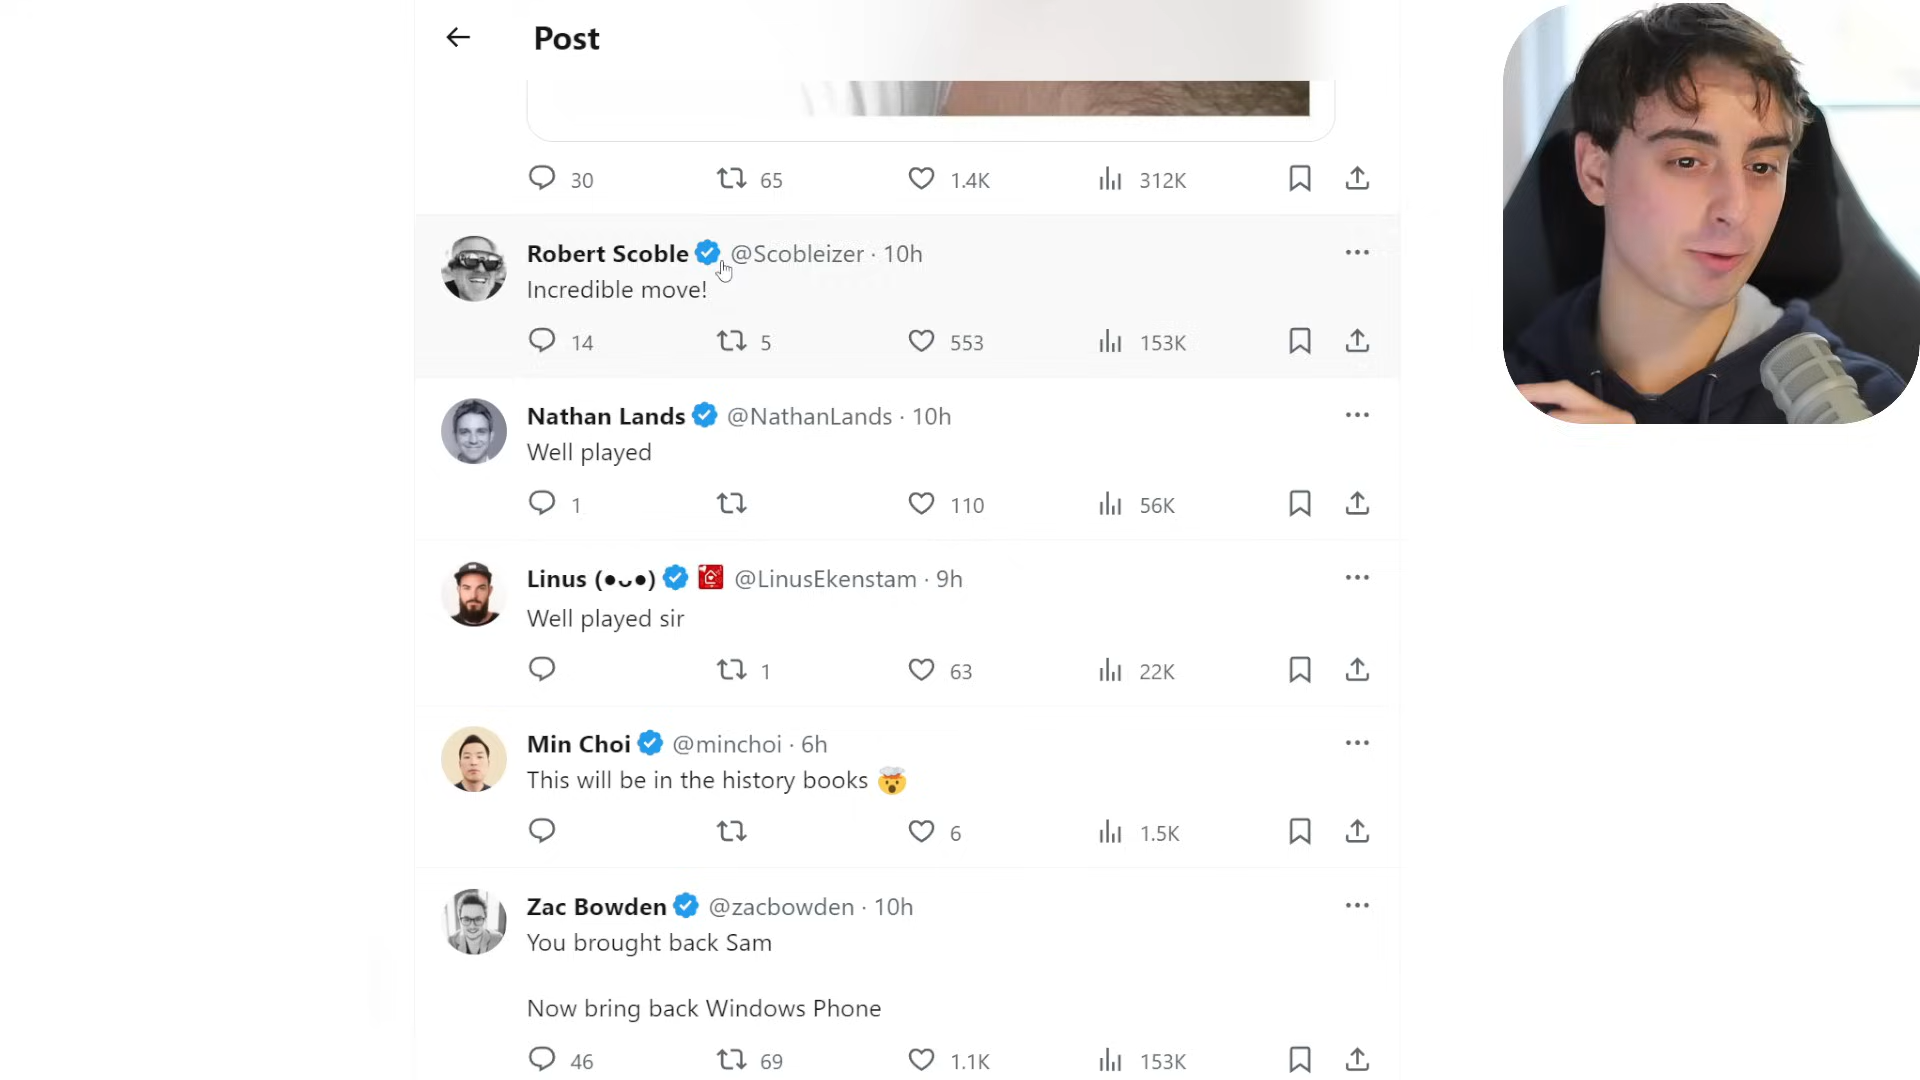 Post
30 65 1.4K 312K
Robert Scoble @Scobleizer · 10h
Incredible move!
14 5 553 153K
Nathan Lands @NathanLands · 10h
Well played
1 110 56K
Linus (●ᴗ●) @LinusEkenstam · 9h
Well played sir
1 63 22K
Min Choi @minchoi · 6h
This will be in the history books 🤯
6 1.5K
Zac Bowden @zacbowden · 10h
You brought back Sam
Now bring back Windows Phone
46 69 1.1K 153K